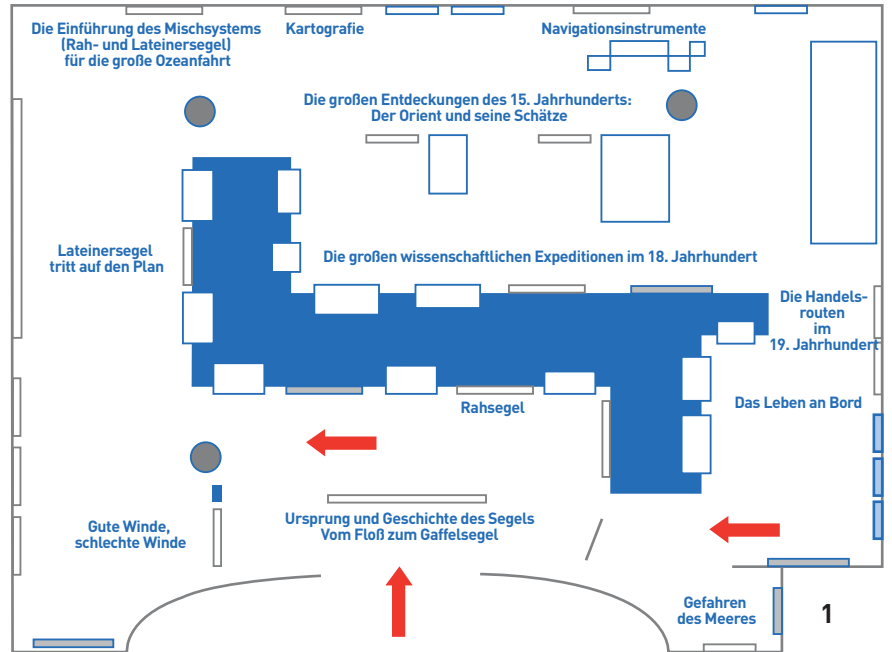 Die Einführung des Mischsystems
(Rah- und Lateinersegel)
für die große Ozeanfahrt
Kartografie
Navigationsinstrumente
Die großen Entdeckungen des 15. Jahrhunderts:
Der Orient und seine Schätze
Lateinersegel
tritt auf den Plan
Die großen wissenschaftlichen Expeditionen im 18. Jahrhundert
Die Handels-
routen
im
19. Jahrhundert
Rahsegel
Das Leben an Bord
Gute Winde,
schlechte Winde
Ursprung und Geschichte des Segels
Vom Floß zum Gaffelsegel
Gefahren
des Meeres
1